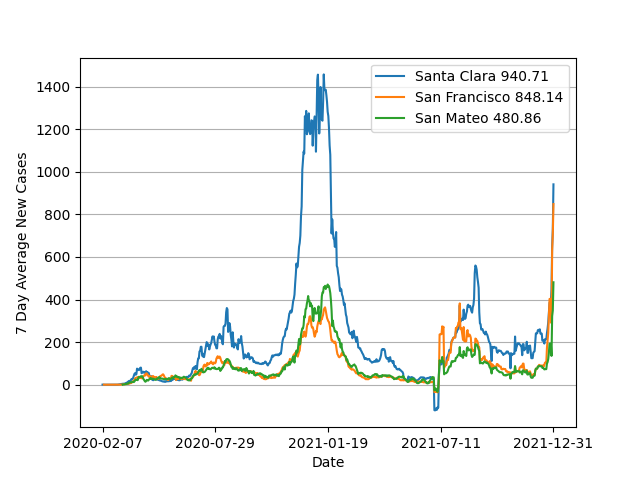 1400
1200
1000
800
600
400
200
0
7 Day Average New Cases
Santa Clara 940.71
San Francisco 848.14
San Mateo 480.86
2020-02-07
2020-07-29
2021-01-19
2021-07-11
2021-12-31
Date